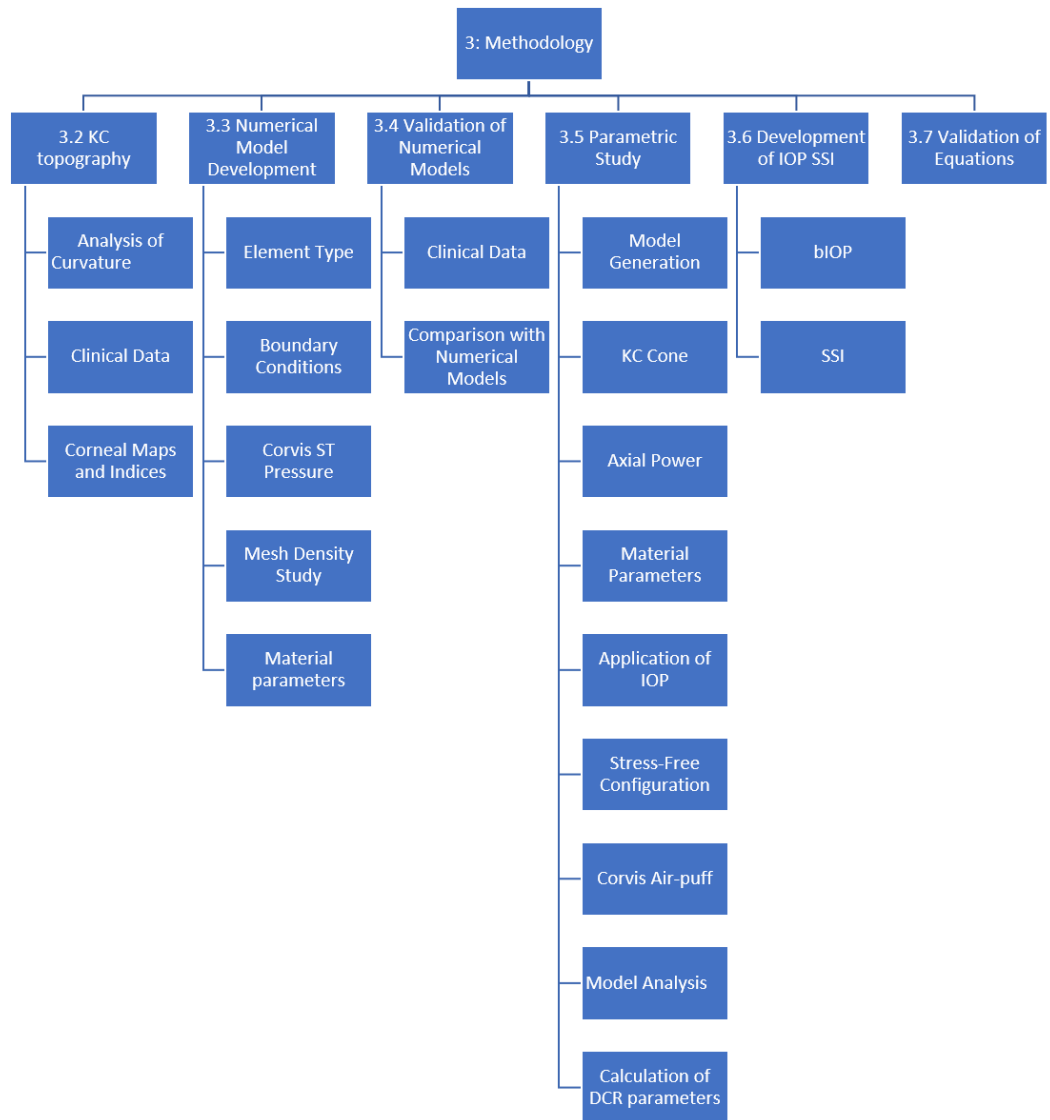 3: Methodology
3.2 KC
topography
Analysis of
Curvature
Clinical Data
Corneal Maps
and Indices
3.3 Numerical
Model
Development
Element Type
Boundary
Conditions
Corvis ST
Pressure
Mesh Density
Study
Material
parameters
3.4 Validation of
Numerical
Models
Clinical Data
Comparison with
Numerical
Models
3.5 Parametric
Study
Model
Generation
KC Cone
Axial Power
Material
Parameters
Application of
IOP
Stress-Free
Configuration
Corvis Air-puff
Model Analysis
Calculation of
DCR parameters
3.6 Development
of IOP SSI
bIOP
SSI
3.7 Validation of
Equations